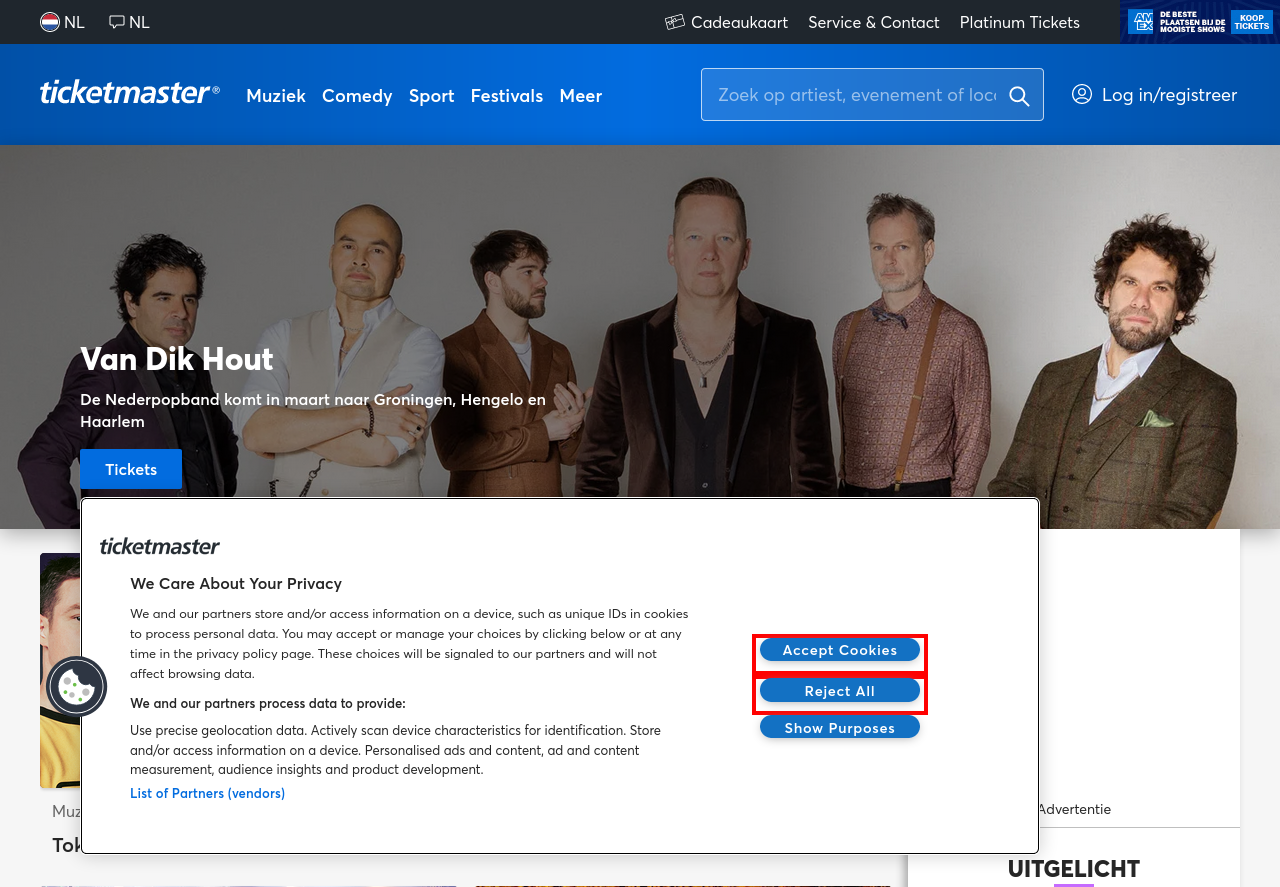 NL NL Cadeaukaart Service & Contact Platinum Tickets
AM EX DE BESTE PLAATSEN BIJ DE MOOISTE SHOWS KOOP TICKETS
ticketmaster® Muziek Comedy Sport Festivals Meer Zoek op artiest, evenement of loca Log in/registreer
Van Dik Hout
De Nederpopband komt in maart naar Groningen, Hengelo en
Haarlem
Tickets
ticketmaster
We Care About Your Privacy
We and our partners store and/or access information on a device, such as unique IDs in cookies
to process personal data. You may accept or manage your choices by clicking below or at any
time in the privacy policy page. These choices will be signaled to our partners and will not
affect browsing data.
We and our partners process data to provide:
Use precise geolocation data. Actively scan device characteristics for identification. Store
and/or access information on a device. Personalised ads and content, ad and content
measurement, audience insights and product development.
List of Partners (vendors)
Accept Cookies
Reject All
Show Purposes
Advertentie
UITGELICHT